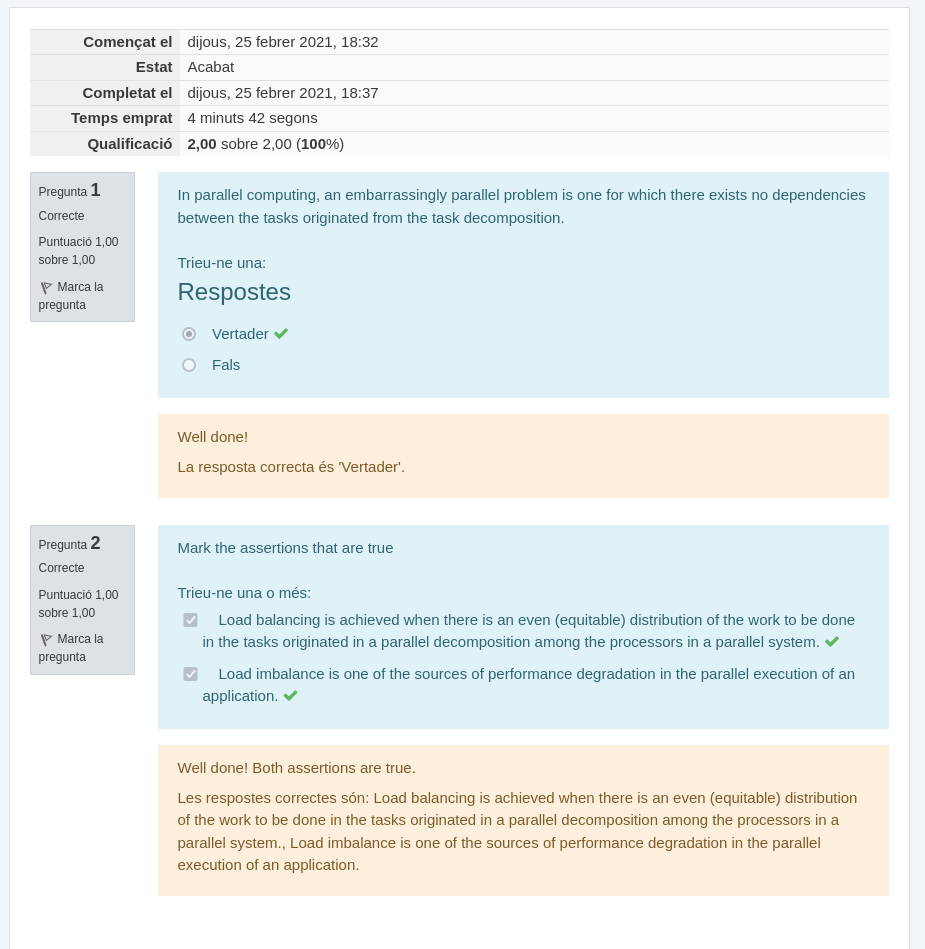 Començat el dijous, 25 febrer 2021, 18:32
Estat Acabat
Completat el dijous, 25 febrer 2021, 18:37
Temps emprat 4 minuts 42 segons
Qualificació 2,00 sobre 2,00 (100%)
Pregunta 1
Correcte
Puntuació 1,00
sobre 1,00
Marca la
pregunta
In parallel computing, an embarrassingly parallel problem is one for which there exists no dependencies
between the tasks originated from the task decomposition.
Trieu-ne una:
Respostes
Vertader
Fals
Well done!
La resposta correcta és 'Vertader'.
Pregunta 2
Correcte
Puntuació 1,00
sobre 1,00
Marca la
pregunta
Mark the assertions that are true
Trieu-ne una o més:
Load balancing is achieved when there is an even (equitable) distribution of the work to be done
in the tasks originated in a parallel decomposition among the processors in a parallel system.
Load imbalance is one of the sources of performance degradation in the parallel execution of an
application.
Well done! Both assertions are true.
Les respostes correctes són: Load balancing is achieved when there is an even (equitable) distribution
of the work to be done in the tasks originated in a parallel decomposition among the processors in a
parallel system., Load imbalance is one of the sources of performance degradation in the parallel
execution of an application.